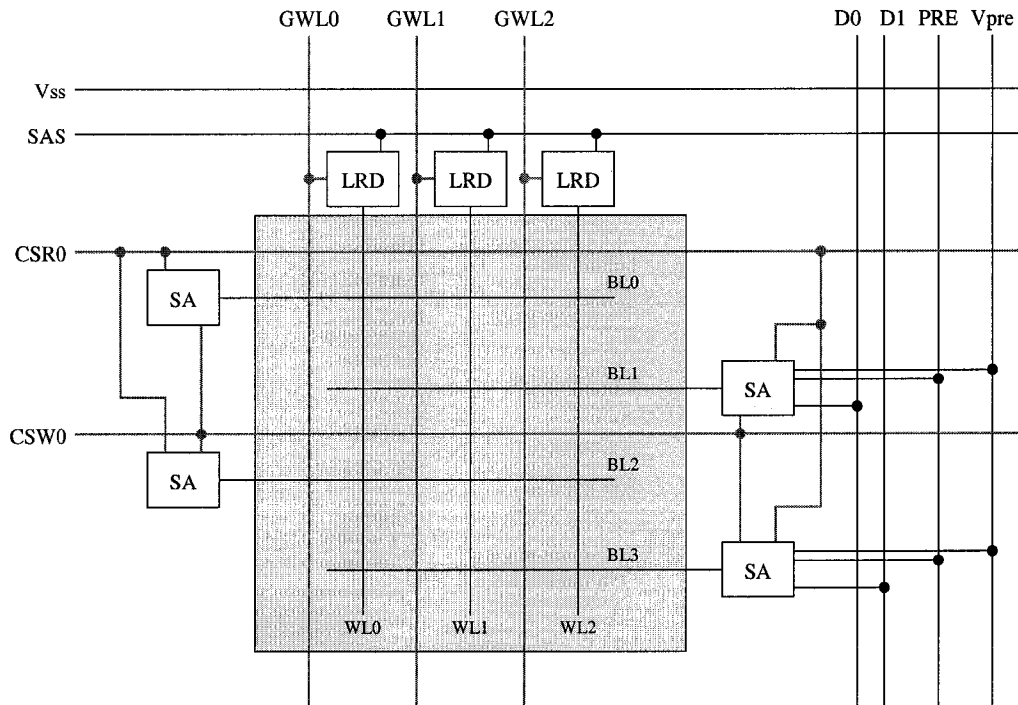 GWL0 GWL1 GWL2 D0 D1 PRE Vpre
Vss
SAS
LRD LRD LRD
CSR0
SA BL0
BL1 SA
CSW0
SA BL2
BL3 SA
WL0 WL1 WL2